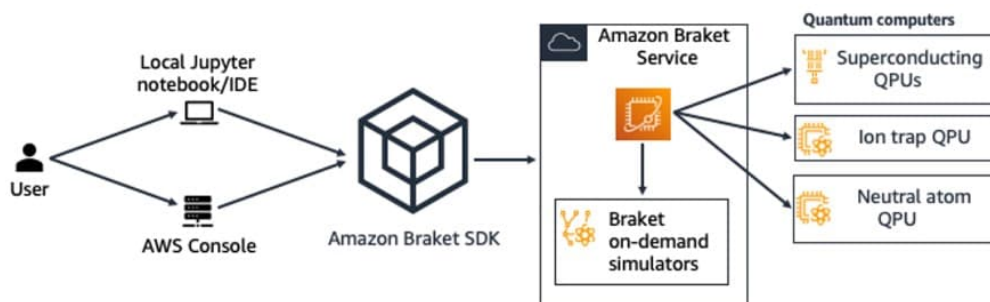 User
Local Jupyter
notebook/IDE
AWS Console
Amazon Braket SDK
Amazon Braket
Service
Braket
on-demand
simulators
Quantum computers
Superconducting
QPUs
Ion trap QPU
Neutral atom
QPU